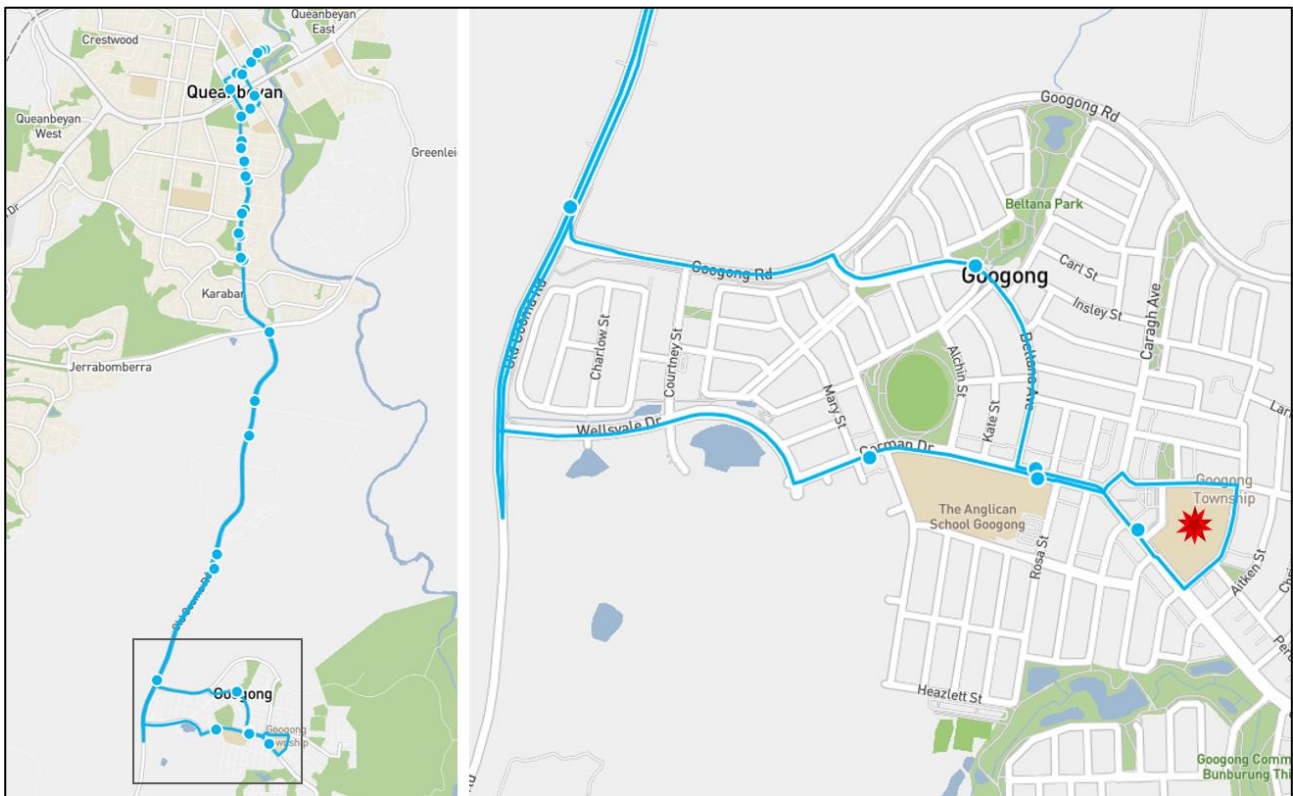 Queanbeyan
East
Crestwood
Queanbeyan
Queanbeyan
West
Greenlei
Dr
Karabar
Jerrabomberra
Old Cooma Rd
Googong
Googong
Township
Googong Rd
Beltana Park
Googong Rd
Googong
Carl St
Insley St
Caragh Ave
Old Cooma Rd
Charlow St
Courtney St
Alchin St
Beltana Ave
Mary St
Kate St
Wellsvale Dr
Gorman Dr
Googong
Township
The Anglican
School Googong
Rosa St
Aitken St
Heazlett St
Rd
Googong Comm
Bunburung Thi